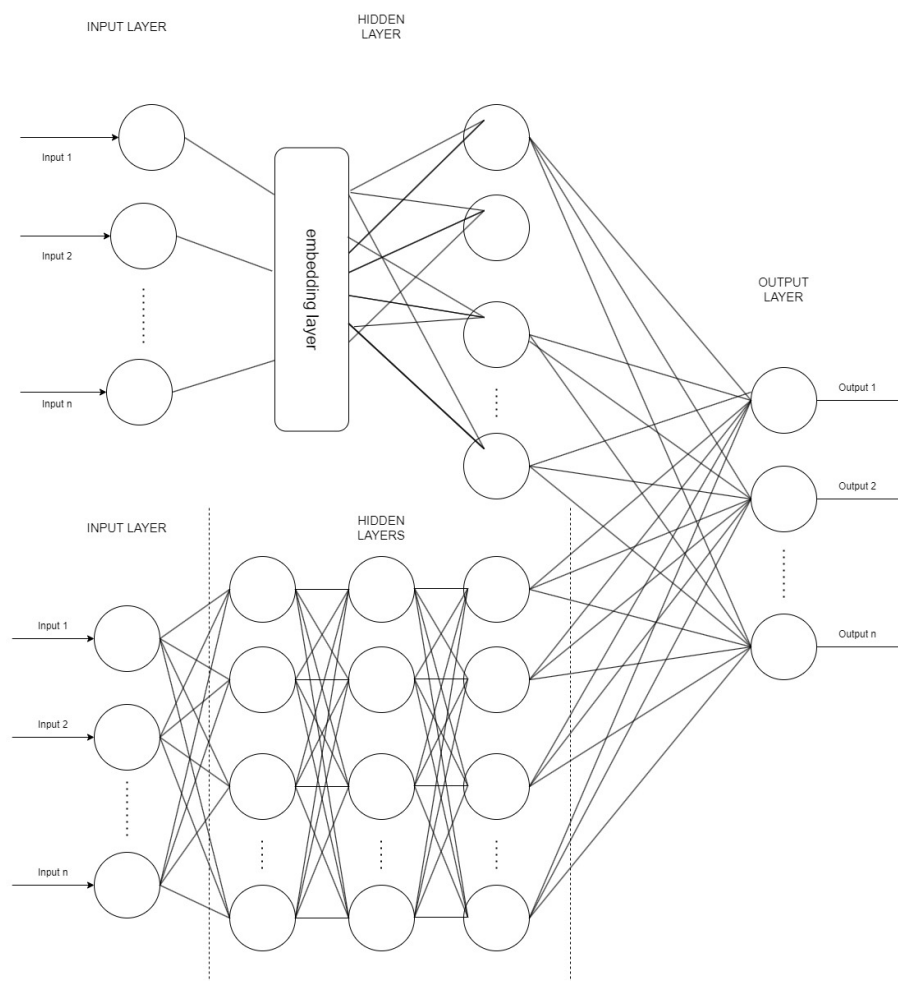 INPUT LAYER
HIDDEN
LAYER
Input 1
Input 2
Input n
embedding layer
OUTPUT
LAYER
Output 1
Output 2
Output n
INPUT LAYER
HIDDEN
LAYERS
Input 1
Input 2
Input n